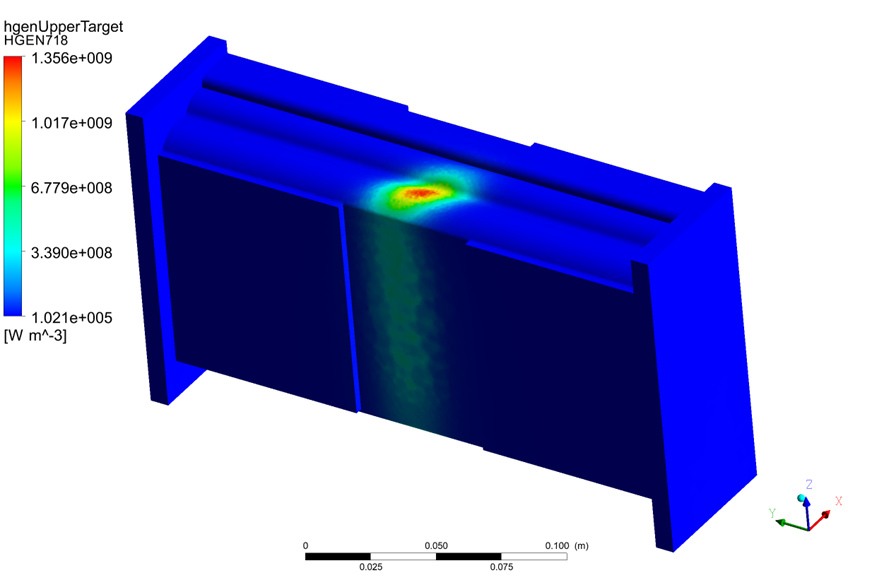 hgenUpperTarget
HGEN718
1.356e+009
1.017e+009
6.779e+008
3.390e+008
1.021e+005
[W m^-3]
Z
X
Y
0 0.050 0.100 (m)
0.025 0.075